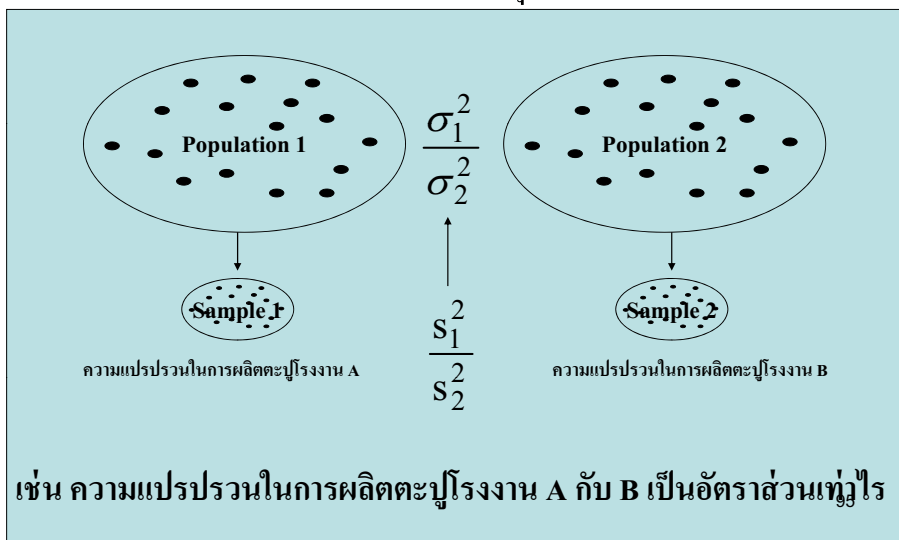 Population 1
σ₁²
σ₂²
Population 2
Sample 1
s₁²
s₂²
Sample 2
ความแปรปรวนในการผลิตตะปูโรงงาน A
ความแปรปรวนในการผลิตตะปูโรงงาน B
เช่น ความแปรปรวนในการผลิตตะปูโรงงาน A กับ B เป็นอัตราส่วนเท่าไร
95